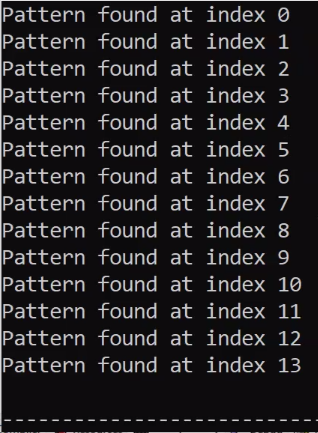 Pattern found at index 0
Pattern found at index 1
Pattern found at index 2
Pattern found at index 3
Pattern found at index 4
Pattern found at index 5
Pattern found at index 6
Pattern found at index 7
Pattern found at index 8
Pattern found at index 9
Pattern found at index 10
Pattern found at index 11
Pattern found at index 12
Pattern found at index 13
--------------------------